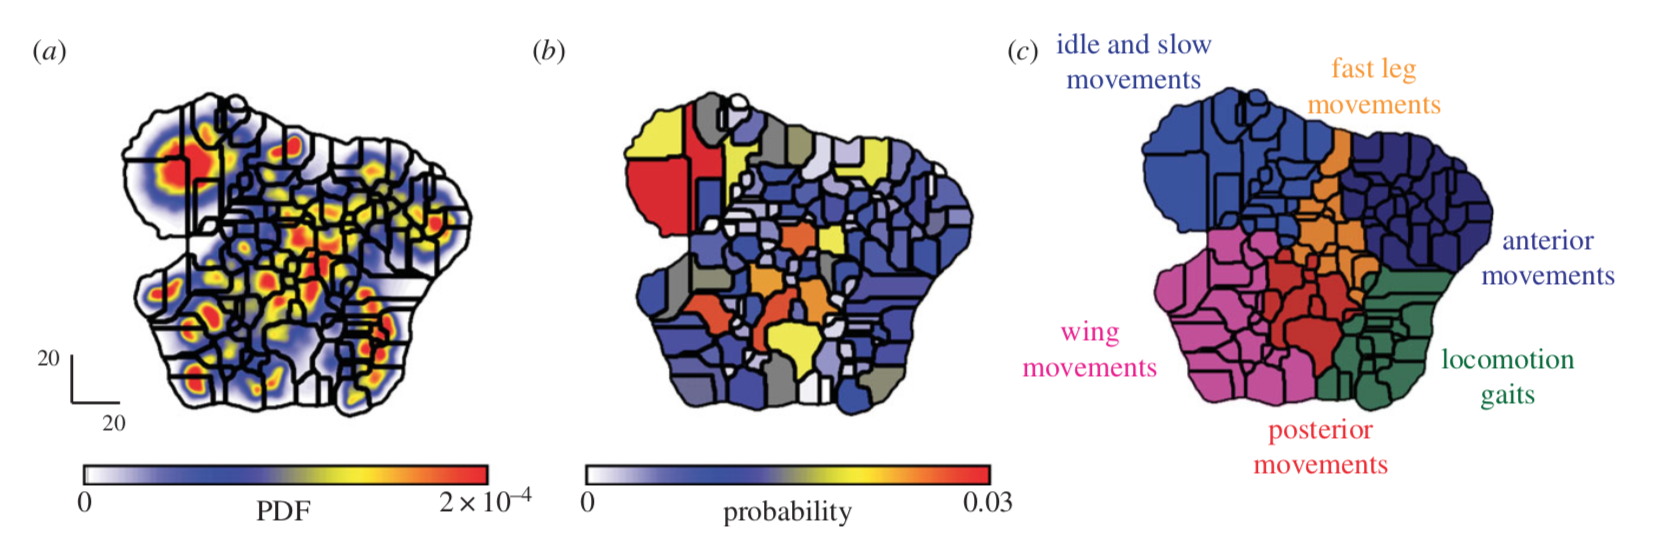 (a)
(b)
(c)
idle and slow
movements
fast leg
movements
anterior
movements
wing
movements
locomotion
gaits
posterior
movements
20
20
0
PDF
2 × 10⁻⁴
0
probability
0.03